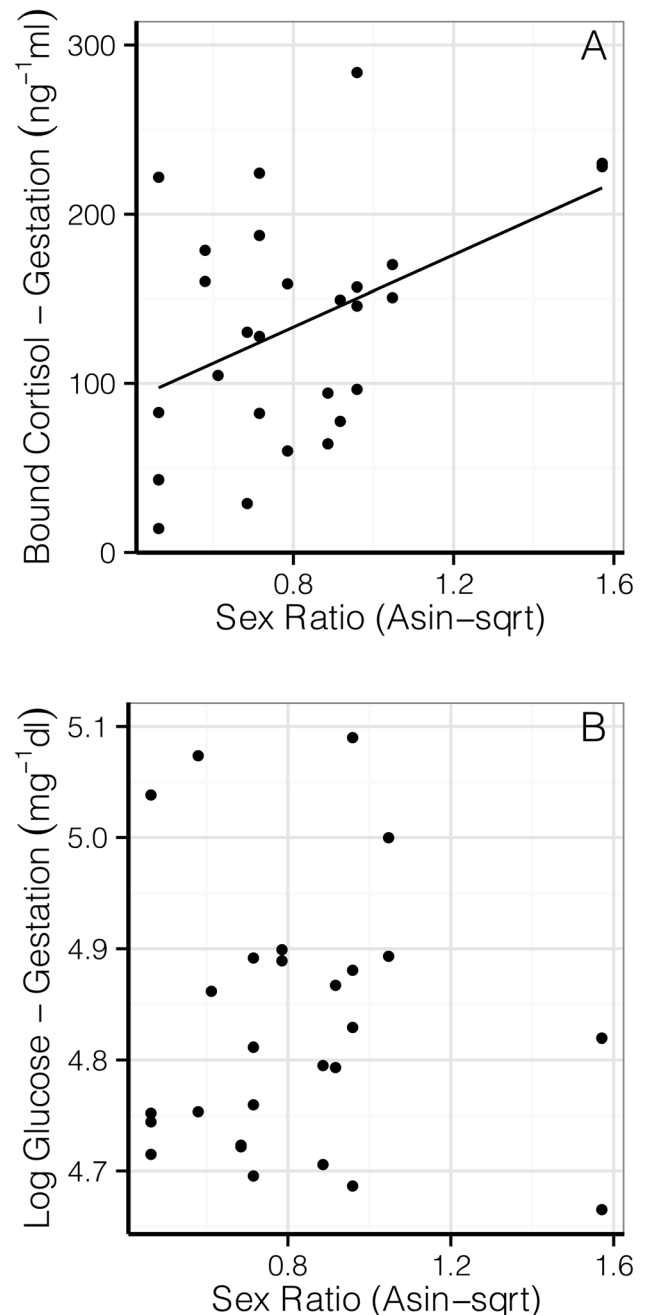 A
Bound Cortisol – Gestation (ng⁻¹ml)
300
200
100
0
0.8 1.2 1.6
Sex Ratio (Asin–sqrt)
B
Log Glucose – Gestation (mg⁻¹dl)
5.1
5.0
4.9
4.8
4.7
0.8 1.2 1.6
Sex Ratio (Asin–sqrt)